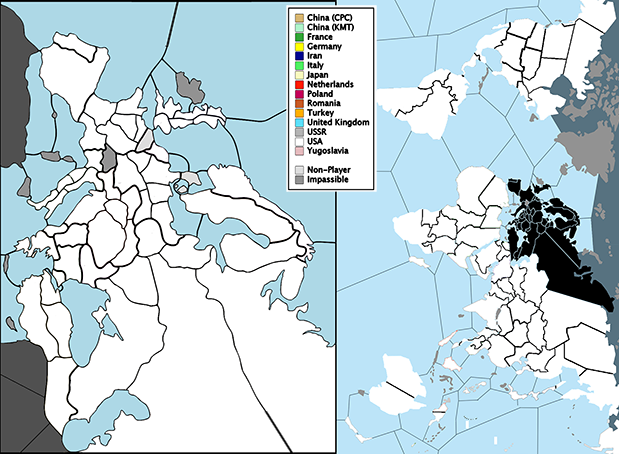 China (CPC)
China (KMT)
France
Germany
Iran
Italy
Japan
Netherlands
Poland
Romania
Turkey
United Kingdom
USSR
USA
Yugoslavia
Non-Player
Impassible